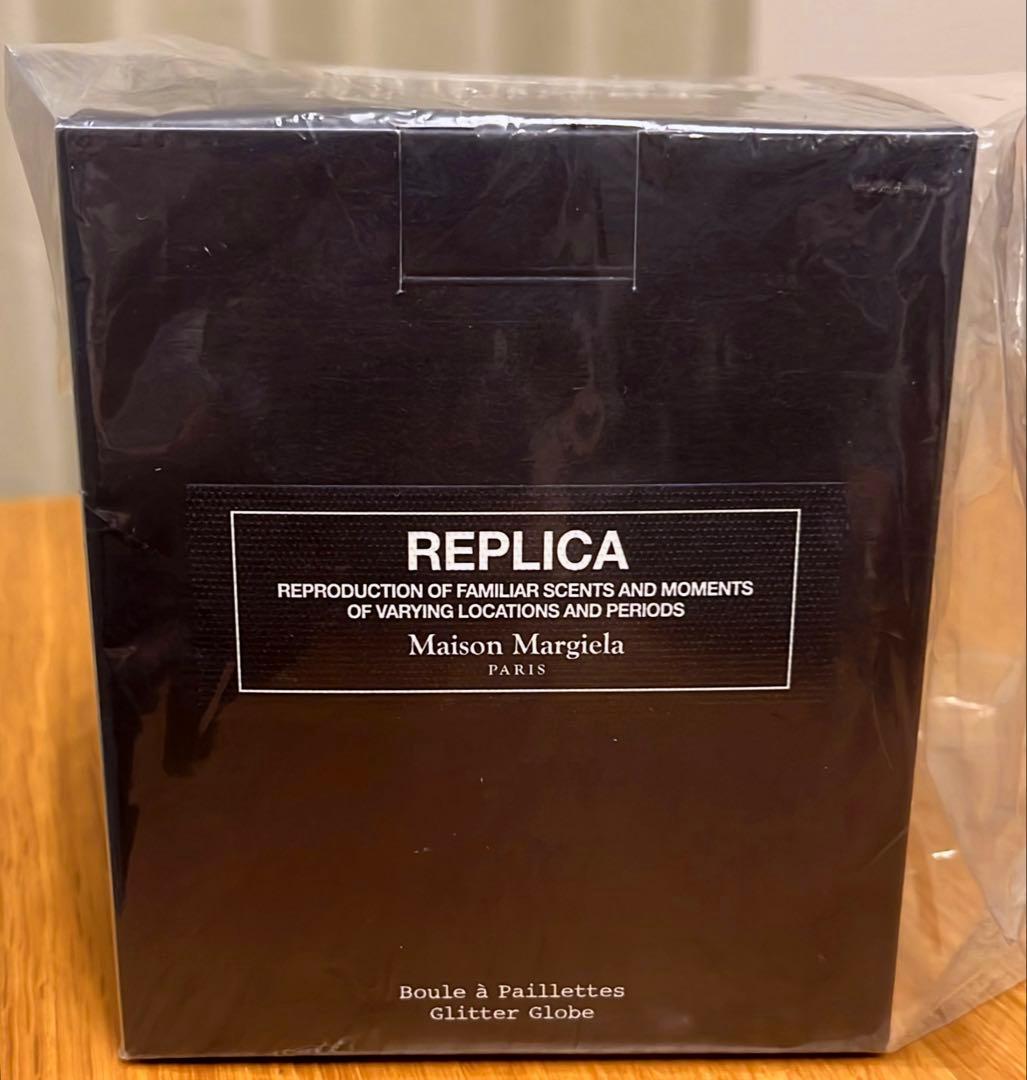 REPLICA
REPRODUCTION OF FAMILIAR SCENTS AND MOMENTS
OF VARYING LOCATIONS AND PERIODS
Maison Margiela
PARIS
Boule à Paillettes
Glitter Globe